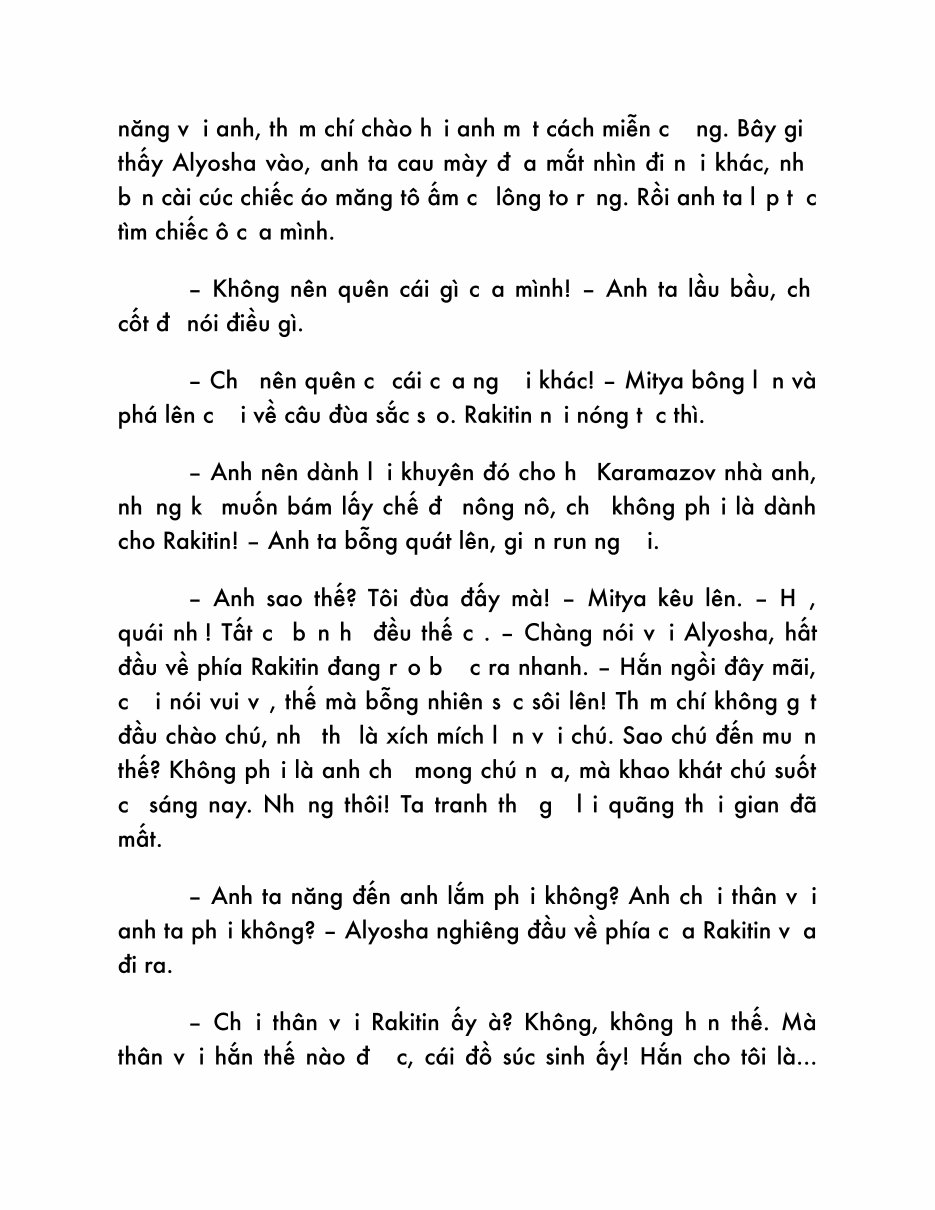 năng v i anh, th m chí chào h i anh m t cách miễn c ng. Bây gi
thấy Alyosha vào, anh ta cau mày đ a mắt nhìn đi n i khác, nh
b n cài cúc chiếc áo măng tô ấm c lông to r ng. Rồi anh ta l p t c
tìm chiếc ô c a mình.
– Không nên quên cái gì c a mình! – Anh ta lầu bầu, ch
cốt đ nói điều gì.
– Ch nên quên c cái c a ng i khác! – Mitya bông l n và
phá lên c i về câu đùa sắc s o. Rakitin n i nóng t c thì.
– Anh nên dành l i khuyên đó cho h Karamazov nhà anh,
nh ng k muốn bám lấy chế đ nông nô, ch không ph i là dành
cho Rakitin! – Anh ta bỗng quát lên, gi n run ng i.
– Anh sao thế? Tôi đùa đấy mà! – Mitya kêu lên. – H ,
quái nh ! Tất c b n h đều thế c . – Chàng nói v i Alyosha, hất
đầu về phía Rakitin đang r o b c ra nhanh. – Hắn ngồi đây mãi,
c i nói vui v , thế mà bỗng nhiên s c sôi lên! Th m chí không g t
đầu chào chú, nh th là xích mích l n v i chú. Sao chú đến mu n
thế? Không ph i là anh ch mong chú n a, mà khao khát chú suốt
c sáng nay. Nh ng thôi! Ta tranh th g l i quãng th i gian đã
mất.
– Anh ta năng đến anh lắm ph i không? Anh ch i thân v i
anh ta ph i không? – Alyosha nghiêng đầu về phía c a Rakitin v a
đi ra.
– Ch i thân v i Rakitin ấy à? Không, không h n thế. Mà
thân v i hắn thế nào đ c, cái đồ súc sinh ấy! Hắn cho tôi là...